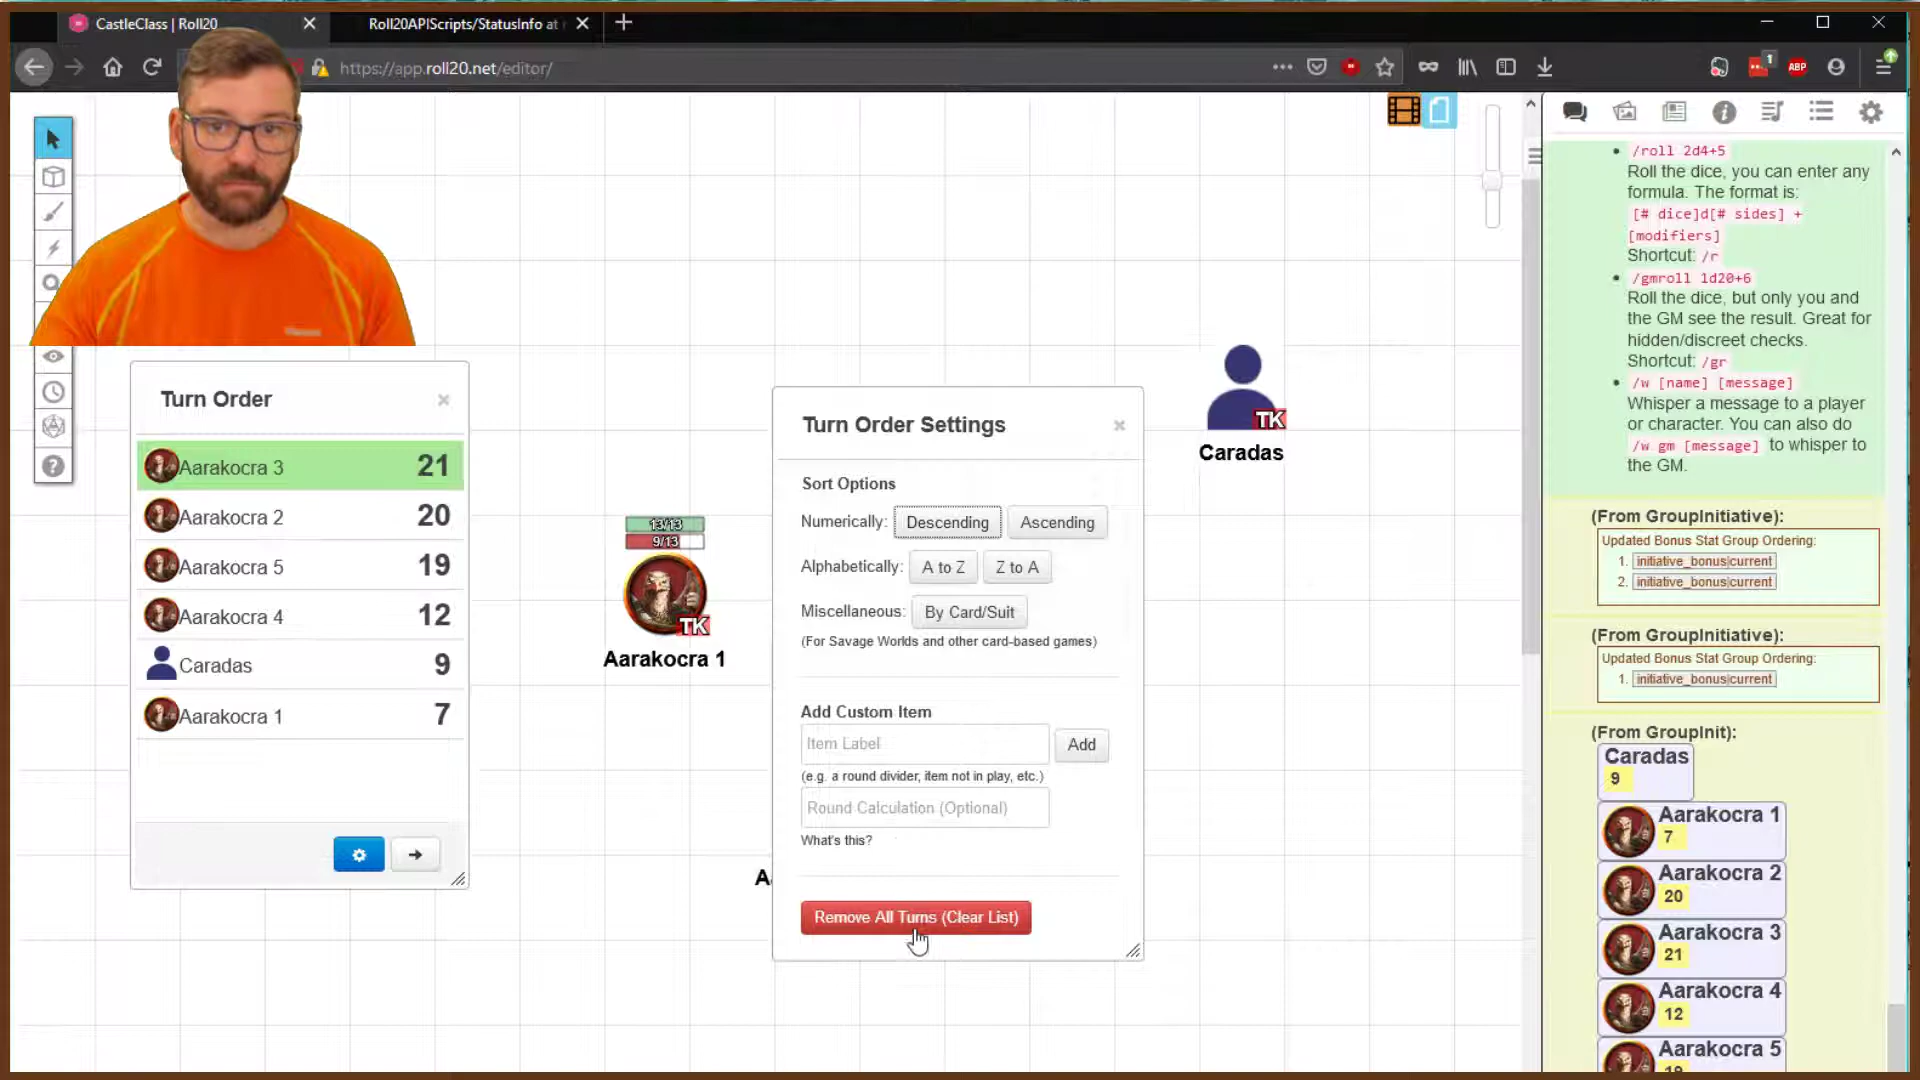 CastleClass | Roll20
Roll20APIScripts/StatusInfo at
https://app.roll20.net/editor/
1
ABP
/roll 2d4+5
Roll the dice, you can enter any
formula. The format is:
[# dice]d[# sides] +
[modifiers]
Shortcut: /r
/gmroll 1d20+6
Roll the dice, but only you and
the GM see the result. Great for
hidden/discreet checks.
Shortcut: /gr
/w [name] [message]
Whisper a message to a player
or character. You can also do
/w gm [message] to whisper to
the GM.
(From GroupInitiative):
Updated Bonus Stat Group Ordering:
1. initiative_bonus|current
2. initiative_bonus|current
(From GroupInitiative):
Updated Bonus Stat Group Ordering:
1. initiative_bonus|current
(From GroupInit):
Caradas
9
Aarakocra 1
7
Aarakocra 2
20
Aarakocra 3
21
Aarakocra 4
12
Aarakocra 5
19
Turn Order
Aarakocra 3 21
Aarakocra 2 20
Aarakocra 5 19
Aarakocra 4 12
Caradas 9
Aarakocra 1 7
13/13
9/13
TK
Aarakocra 1
TK
Caradas
Turn Order Settings
Sort Options
Numerically: Descending Ascending
Alphabetically: A to Z Z to A
Miscellaneous: By Card/Suit
(For Savage Worlds and other card-based games)
Add Custom Item
Item Label Add
(e.g. a round divider, item not in play, etc.)
Round Calculation (Optional)
What's this?
Remove All Turns (Clear List)